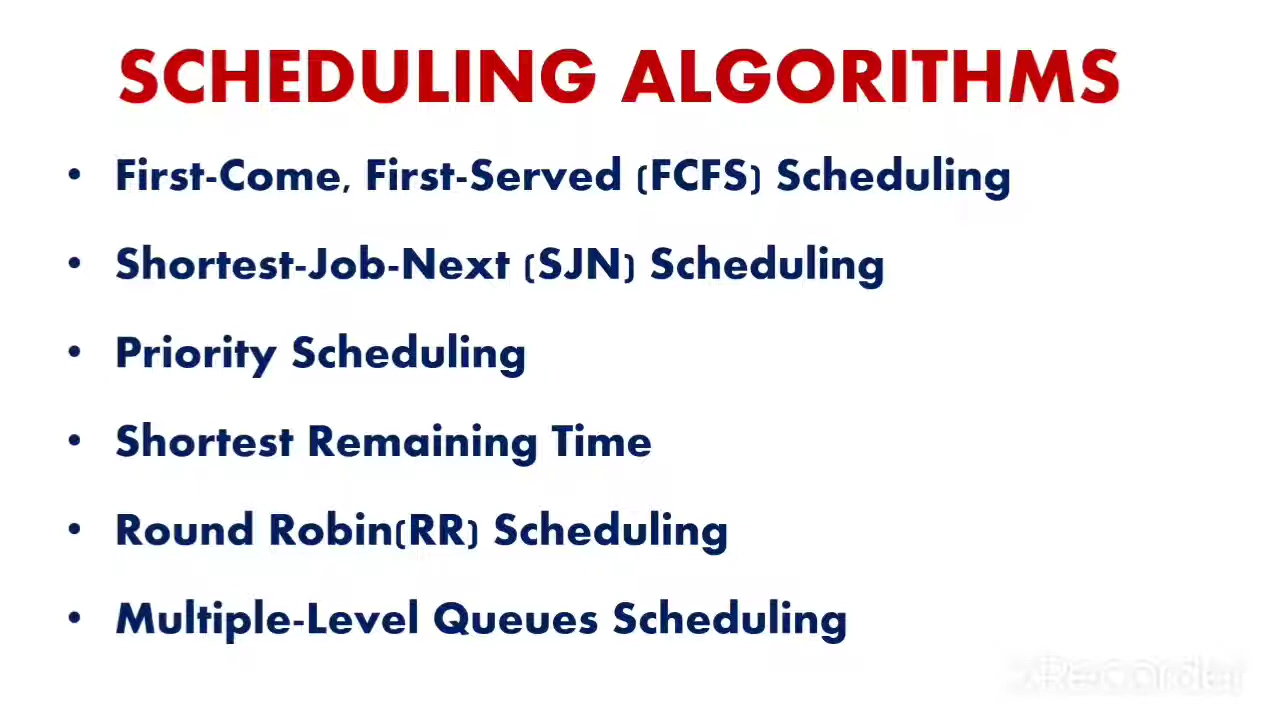 SCHEDULING ALGORITHMS
• First-Come, First-Served (FCFS) Scheduling
• Shortest-Job-Next (SJN) Scheduling
• Priority Scheduling
• Shortest Remaining Time
• Round Robin(RR) Scheduling
• Multiple-Level Queues Scheduling